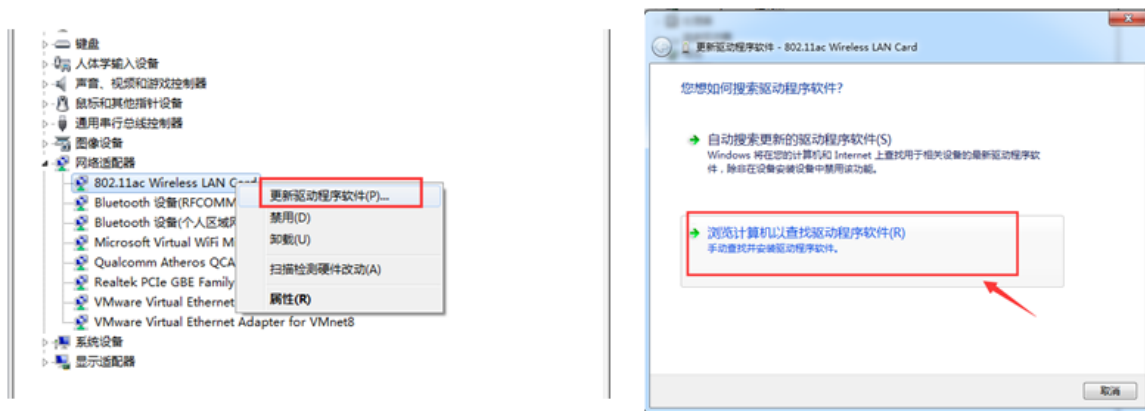 键盘
人体学输入设备
声音、视频和游戏控制器
鼠标和其他指针设备
通用串行总线控制器
图像设备
网络适配器
802.11ac Wireless LAN Card
Bluetooth 设备(RFCOMM
Bluetooth 设备(个人区域
Microsoft Virtual WiFi M
Qualcomm Atheros QCA
Realtek PCIe GBE Family
VMware Virtual Ethernet
VMware Virtual Ethernet Adapter for VMnet8
系统设备
显示适配器
更新驱动程序软件(P)...
禁用(D)
卸载(U)
扫描检测硬件改动(A)
属性(R)
更新驱动程序软件 - 802.11ac Wireless LAN Card
您想如何搜索驱动程序软件?
自动搜索更新的驱动程序软件(S)
Windows 将在您的计算机和 Internet 上查找用于相关设备的最新驱动程序软
件，除非在设备安装设置中禁用该功能。
浏览计算机以查找驱动程序软件(R)
手动查找并安装驱动程序软件。
取消